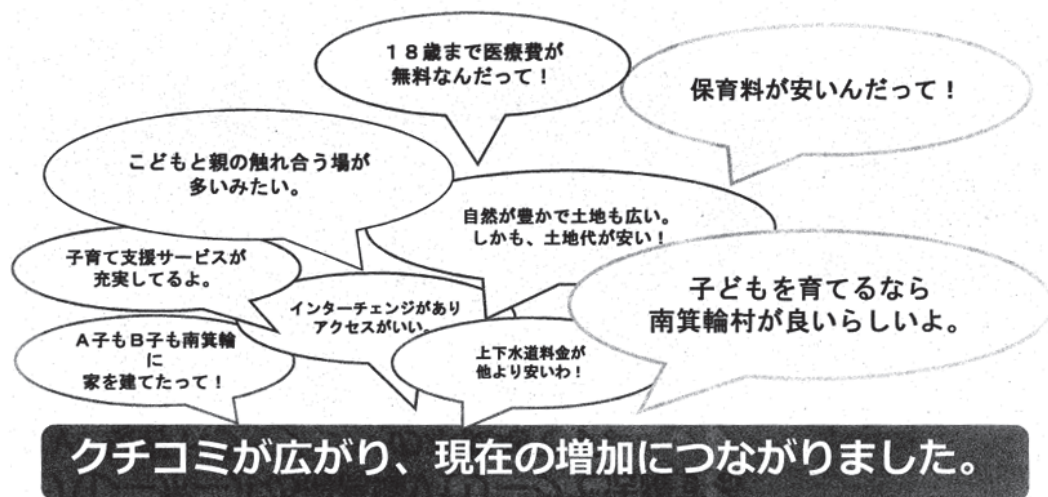 18歳まで医療費が
無料なんだって！
保育料が安いんだって！
こどもと親の触れ合う場が
多いみたい。
自然が豊かで土地も広い。
しかも、土地代が安い！
子育て支援サービスが
充実してるよ。
インターチェンジがあり
アクセスがいい。
子どもを育てるなら
南箕輪村が良いらしいよ。
A子もB子も南箕輪
に
家を建てたって！
上下水道料金が
他より安いわ！
クチコミが広がり、現在の増加につながりました。